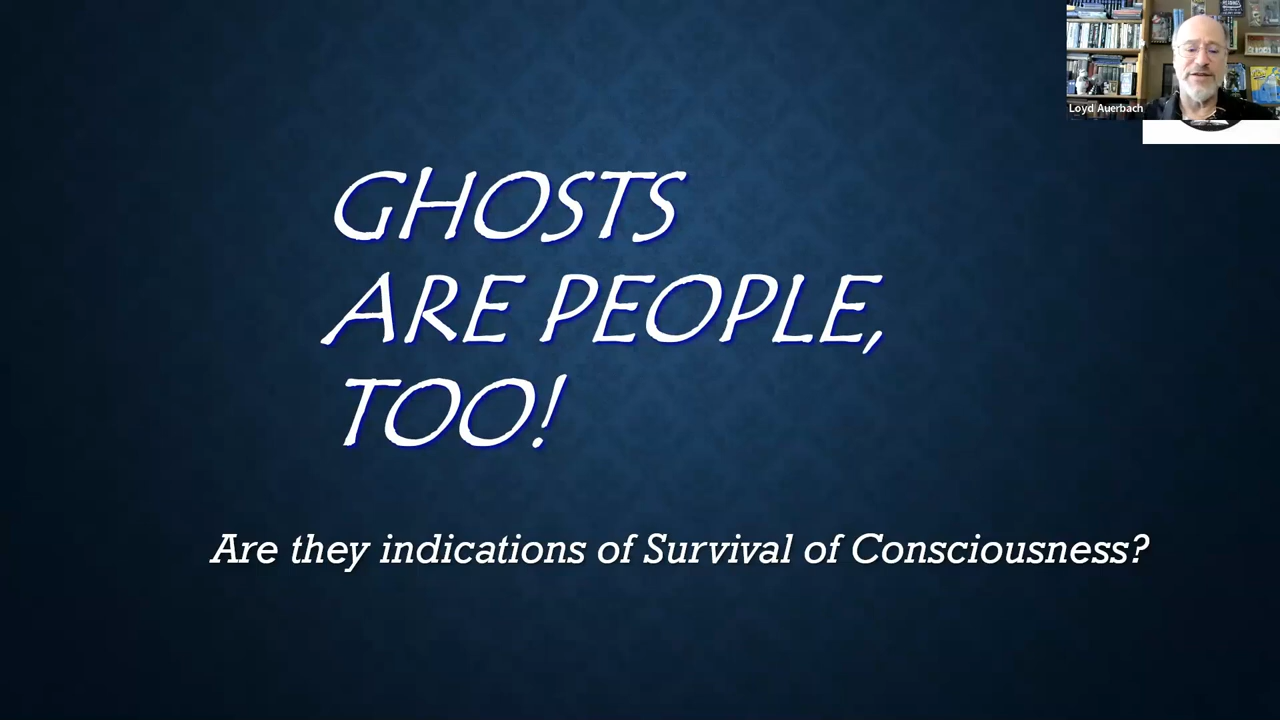 Loyd Auerbach
GHOSTS
ARE PEOPLE,
TOO!
Are they indications of Survival of Consciousness?